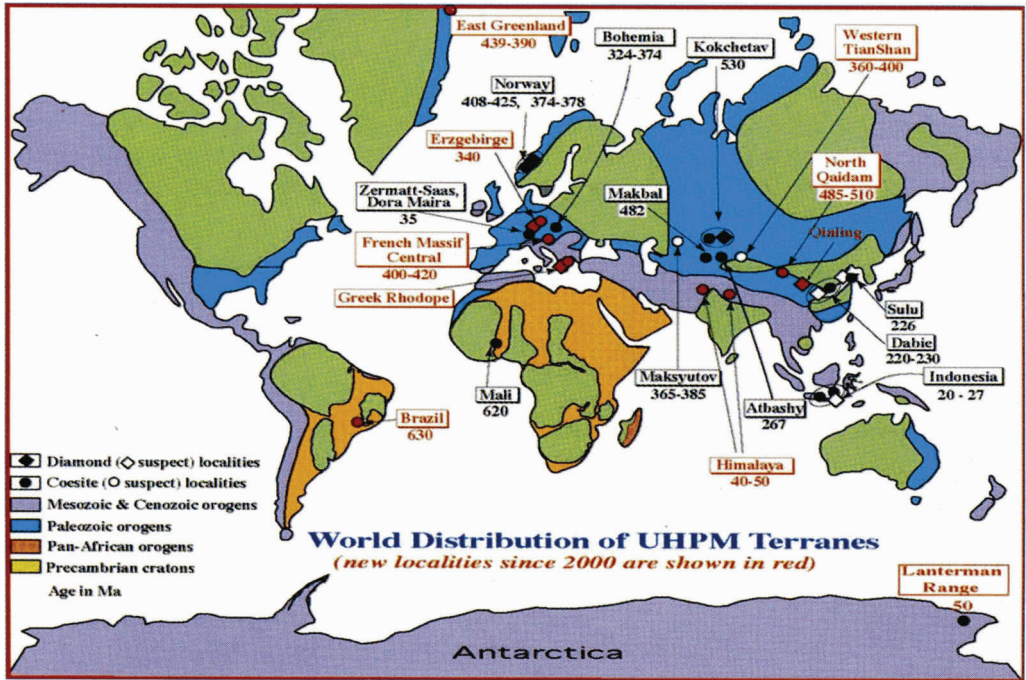 East Greenland
439-390
Bohemia
324-374
Kokchetav
530
Western
TianShan
360-400
Norway
408-425, 374-378
Erzgebirge
340
North
Qaidam
485-510
Zermatt-Saas,
Dora Maira
35
Makbal
482
Qialing
French Massif
Central
400-420
Greek Rhodope
Sulu
226
Dabie
220-230
Mali
620
Maksyutov
365-385
Atbashy
267
Indonesia
20 - 27
Brazil
630
Himalaya
40-50
Diamond (◇ suspect) localities
Coesite (○ suspect) localities
Mesozoic & Cenozoic orogens
Paleozoic orogens
Pan-African orogens
Precambrian cratons
Age in Ma
World Distribution of UHPM Terranes
(new localities since 2000 are shown in red)
Lanterman
Range
50
Antarctica